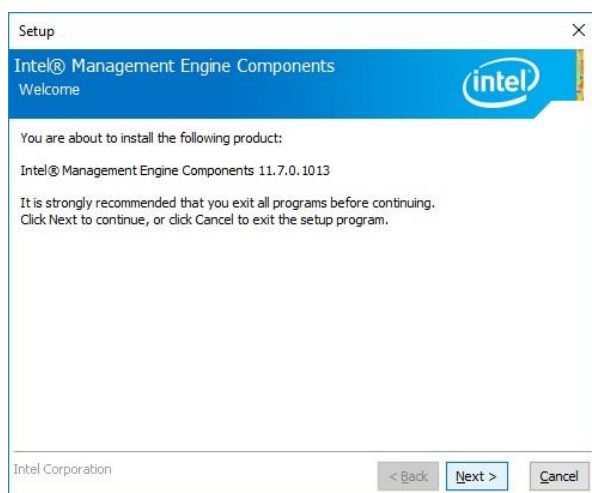 Setup
Intel® Management Engine Components
Welcome
intel
You are about to install the following product:
Intel® Management Engine Components 11.7.0.1013
It is strongly recommended that you exit all programs before continuing.
Click Next to continue, or click Cancel to exit the setup program.
Intel Corporation
< Back Next > Cancel